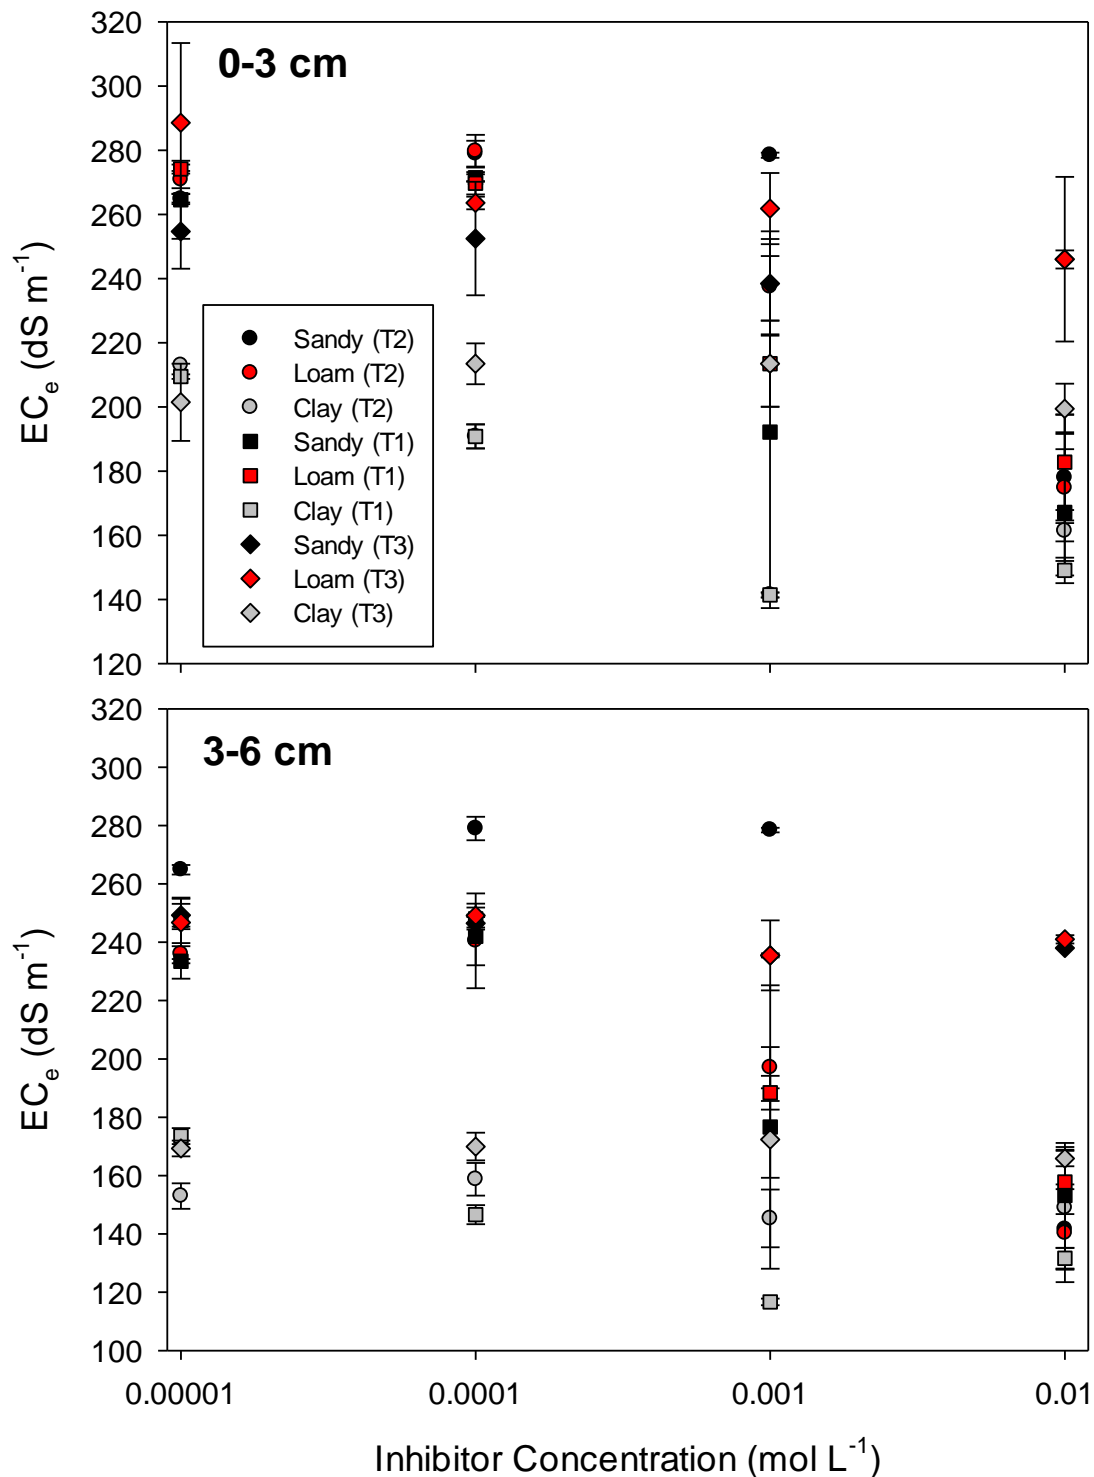 320
300
280
260
240
220
200
180
160
140
120
ECe (dS m-1)
0-3 cm
Sandy (T2)
Loam (T2)
Clay (T2)
Sandy (T1)
Loam (T1)
Clay (T1)
Sandy (T3)
Loam (T3)
Clay (T3)
320
300
280
260
240
220
200
180
160
140
120
100
ECe (dS m-1)
3-6 cm
0.00001 0.0001 0.001 0.01
Inhibitor Concentration (mol L-1)